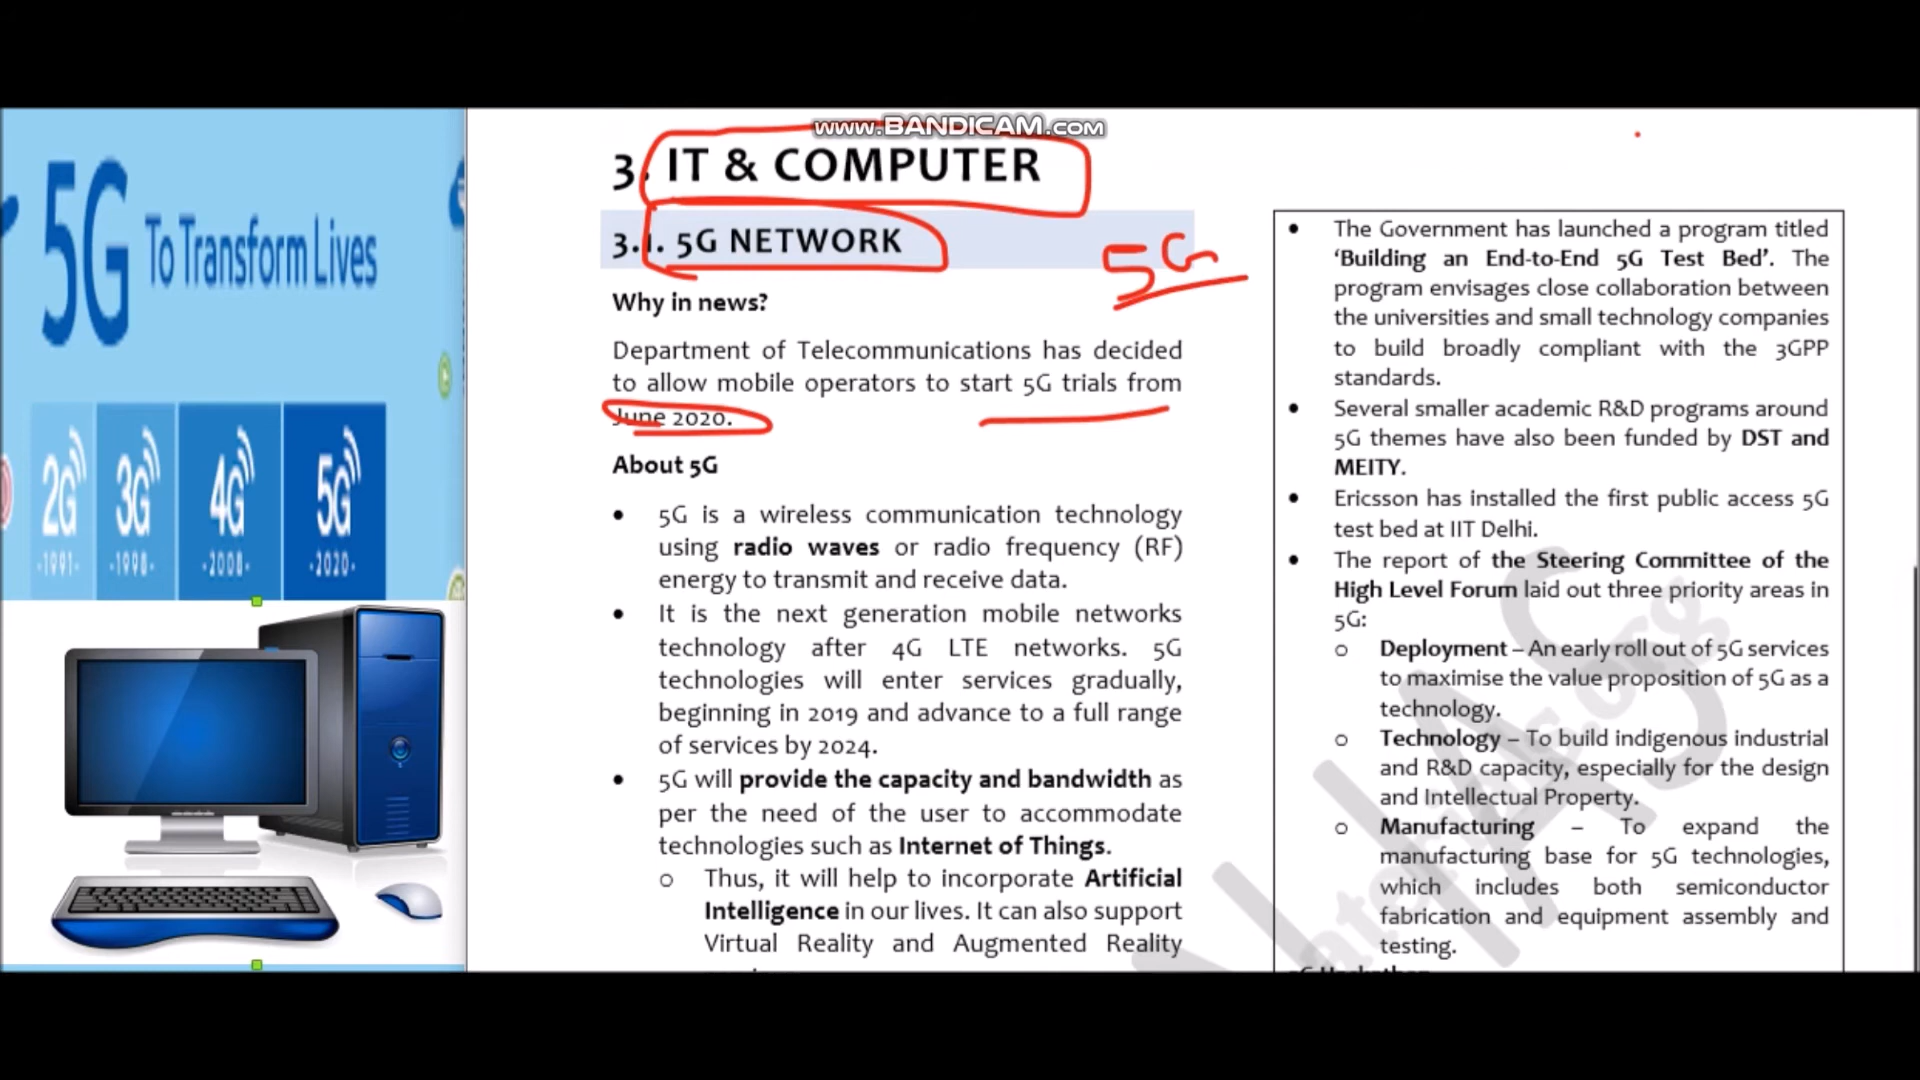 www.BANDICAM.com
5G To Transform Lives
2G 3G 4G 5G
-1991- -1998- -2008- -2020-
3. IT & COMPUTER
3.1. 5G NETWORK
5G
Why in news?
Department of Telecommunications has decided
to allow mobile operators to start 5G trials from
June 2020.
About 5G
• 5G is a wireless communication technology
using radio waves or radio frequency (RF)
energy to transmit and receive data.
• It is the next generation mobile networks
technology after 4G LTE networks. 5G
technologies will enter services gradually,
beginning in 2019 and advance to a full range
of services by 2024.
• 5G will provide the capacity and bandwidth as
per the need of the user to accommodate
technologies such as Internet of Things.
o Thus, it will help to incorporate Artificial
Intelligence in our lives. It can also support
Virtual Reality and Augmented Reality
• The Government has launched a program titled
‘Building an End-to-End 5G Test Bed’. The
program envisages close collaboration between
the universities and small technology companies
to build broadly compliant with the 3GPP
standards.
• Several smaller academic R&D programs around
5G themes have also been funded by DST and
MEITY.
• Ericsson has installed the first public access 5G
test bed at IIT Delhi.
• The report of the Steering Committee of the
High Level Forum laid out three priority areas in
5G:
o Deployment – An early roll out of 5G services
to maximise the value proposition of 5G as a
technology.
o Technology – To build indigenous industrial
and R&D capacity, especially for the design
and Intellectual Property.
o Manufacturing – To expand the
manufacturing base for 5G technologies,
which includes both semiconductor
fabrication and equipment assembly and
testing.